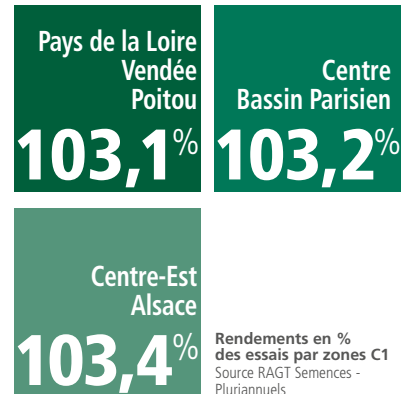 Pays de la Loire
Vendée
Poitou
103,1%
Centre
Bassin Parisien
103,2%
Centre-Est
Alsace
103,4%
Rendements en %
des essais par zones C1
Source RAGT Semences -
Pluriannuels